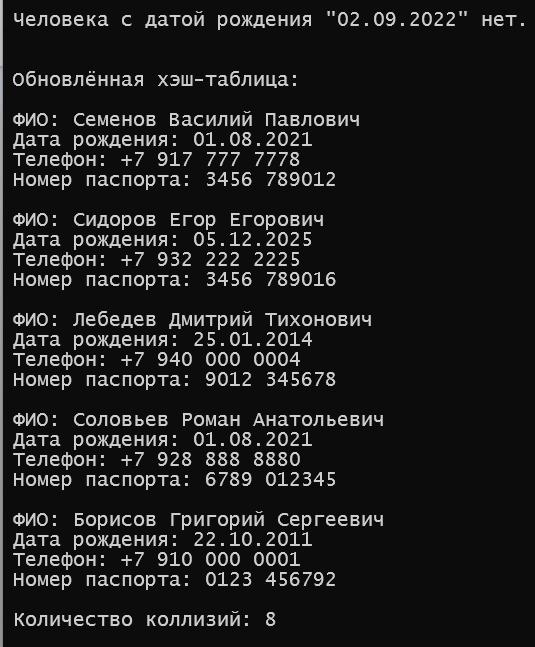 Человека с датой рождения "02.09.2022" нет.
Обновлённая хэш-таблица:
ФИО: Семенов Василий Павлович
Дата рождения: 01.08.2021
Телефон: +7 917 777 7778
Номер паспорта: 3456 789012
ФИО: Сидоров Егор Егорович
Дата рождения: 05.12.2025
Телефон: +7 932 222 2225
Номер паспорта: 3456 789016
ФИО: Лебедев Дмитрий Тихонович
Дата рождения: 25.01.2014
Телефон: +7 940 000 0004
Номер паспорта: 9012 345678
ФИО: Соловьев Роман Анатольевич
Дата рождения: 01.08.2021
Телефон: +7 928 888 8880
Номер паспорта: 6789 012345
ФИО: Борисов Григорий Сергеевич
Дата рождения: 22.10.2011
Телефон: +7 910 000 0001
Номер паспорта: 0123 456792
Количество коллизий: 8